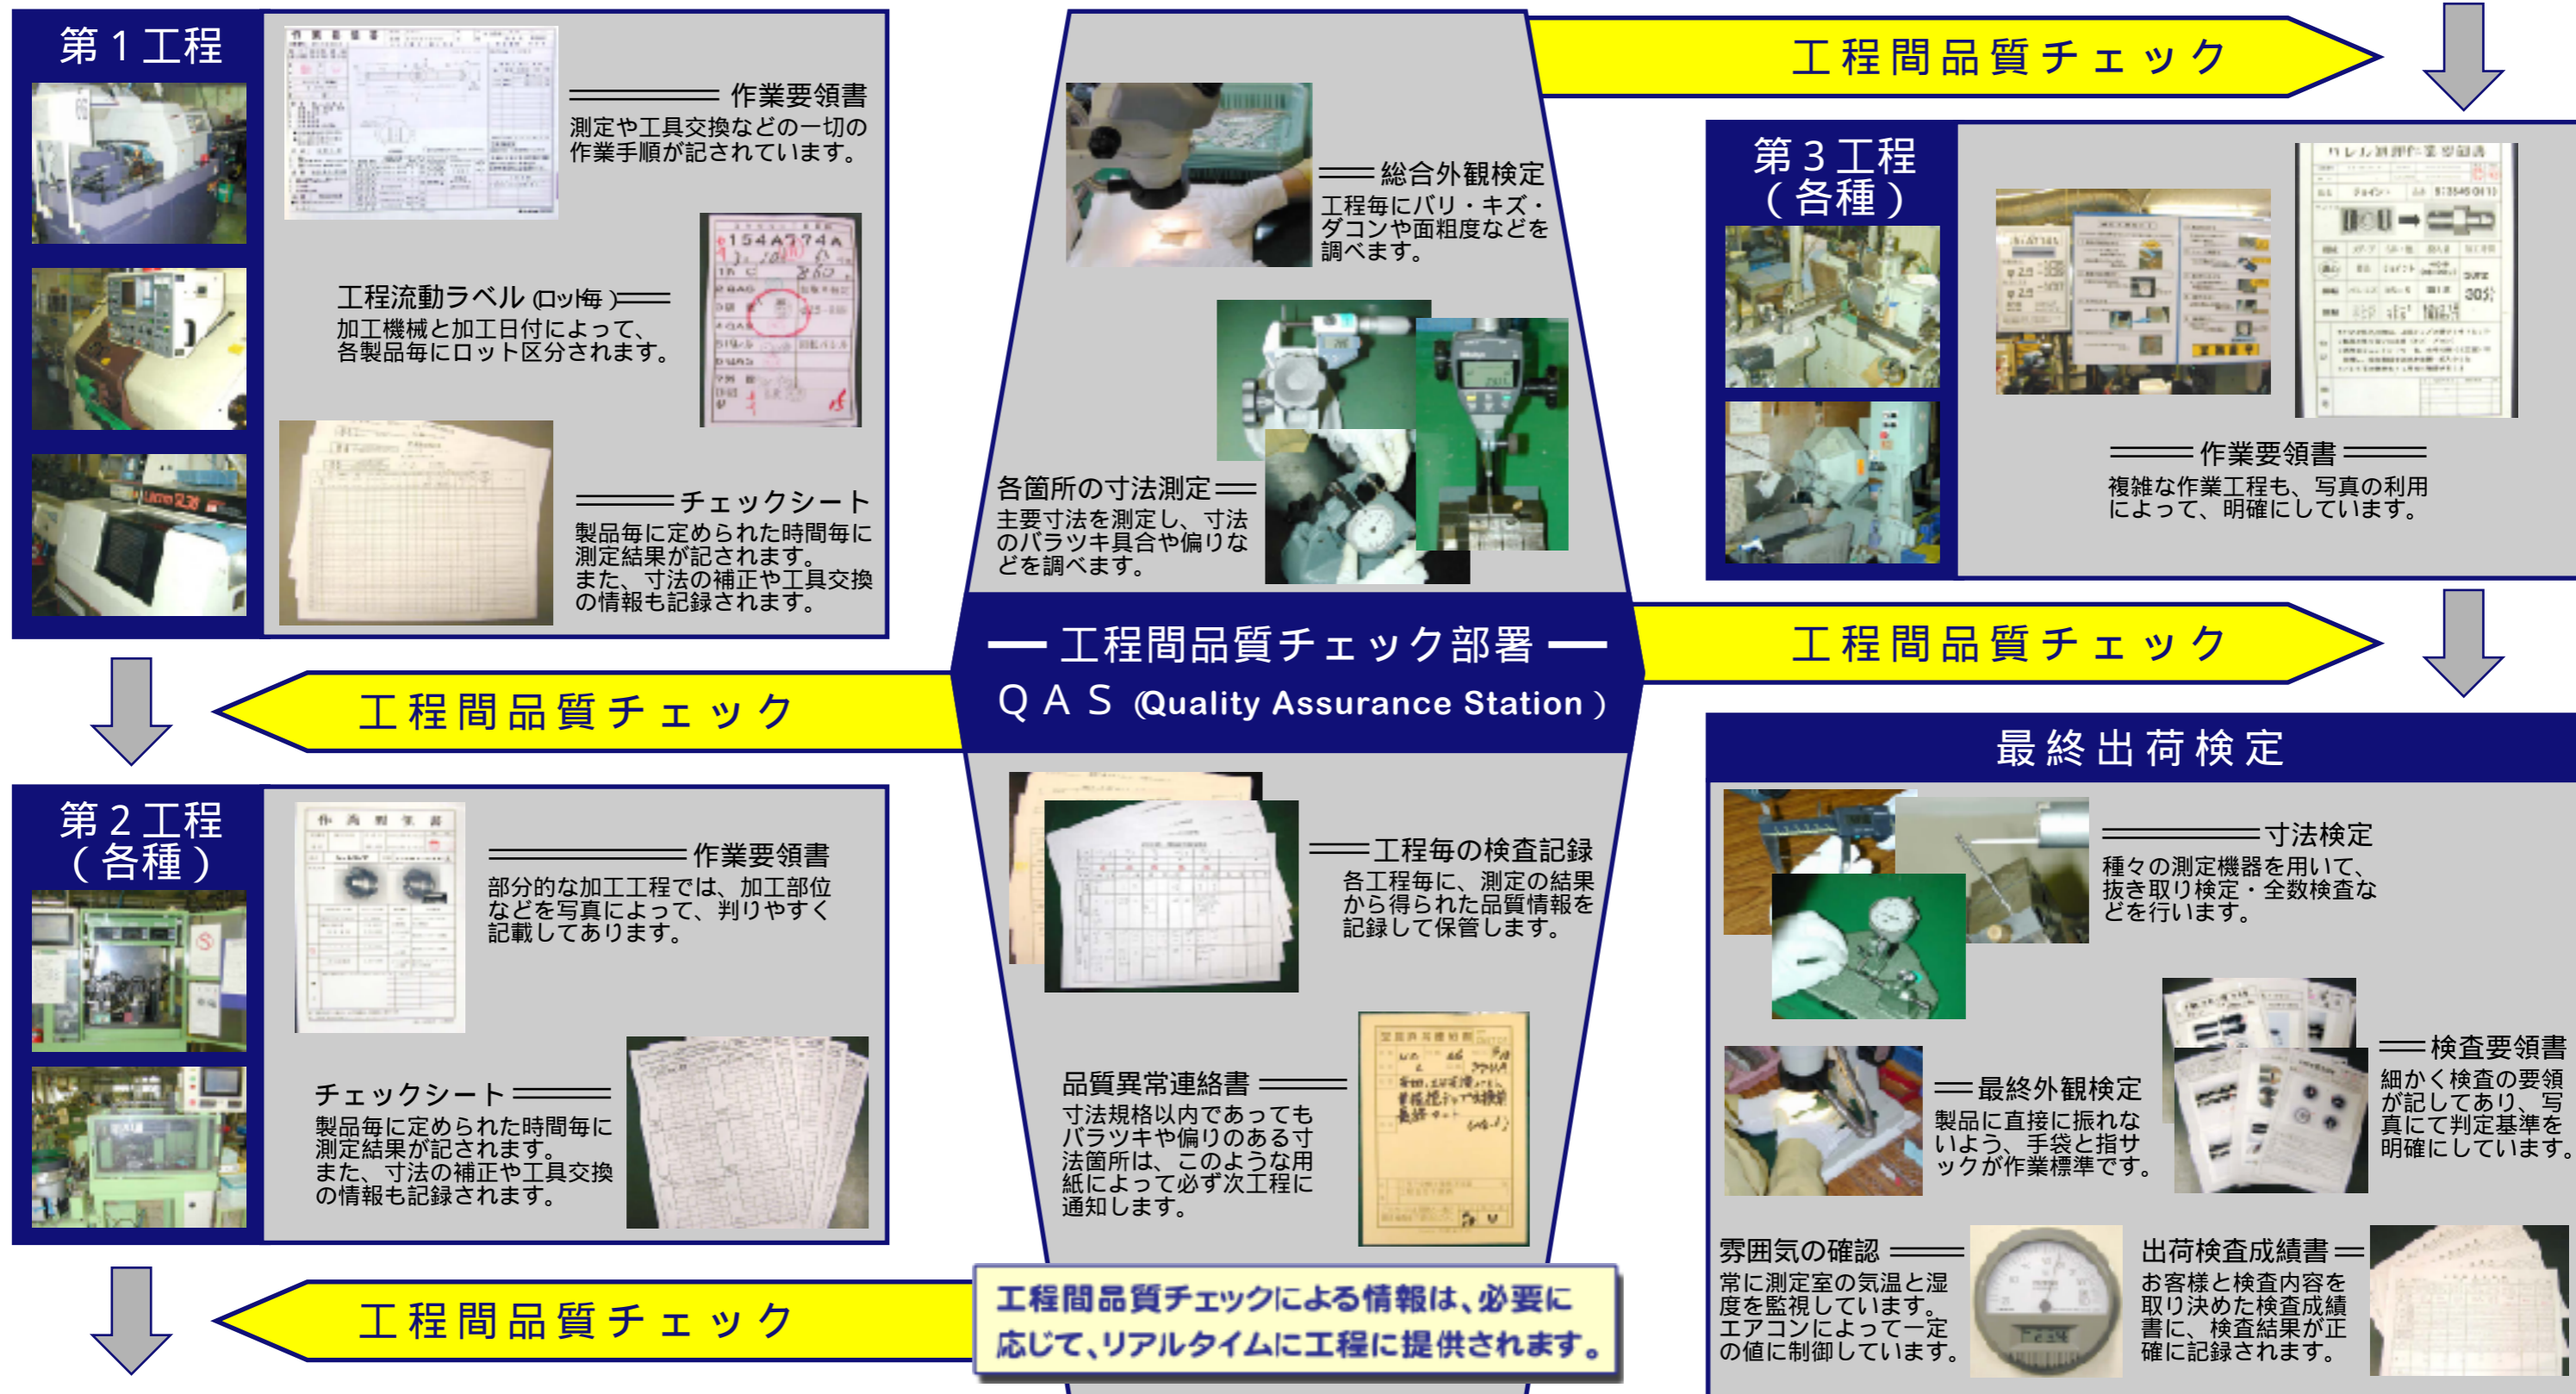 第１工程
作業要領書
測定や工具交換などの一切の
作業手順が記されています。
工程流動ラベル（ロット毎）
加工機械と加工日付によって、
各製品毎にロット区分されます。
154A774A
チェックシート
製品毎に定められた時間毎に
測定結果が記されます。
また、寸法の補正や工具交換
の情報も記録されます。
工程間品質チェック
第２工程
（各種）
作業要領書
部分的な加工工程では、加工部位
などを写真によって、判りやすく
記載してあります。
チェックシート
製品毎に定められた時間毎に
測定結果が記されます。
また、寸法の補正や工具交換
の情報も記録されます。
工程間品質チェック
総合外観検定
工程毎にバリ・キズ・
ダコンや面粗度などを
調べます。
各箇所の寸法測定
主要寸法を測定し、寸法
のバラツキ具合や偏りな
どを調べます。
工程間品質チェック部署
ＱＡＳ（Quality Assurance Station）
工程毎の検査記録
各工程毎に、測定の結果
から得られた品質情報を
記録して保管します。
品質異常連絡書
寸法規格以内であっても
バラツキや偏りのある寸
法箇所は、このような用
紙によって必ず次工程に
通知します。
工程間品質チェックによる情報は、必要に
応じて、リアルタイムに工程に提供されます。
工程間品質チェック
第３工程
（各種）
作業要領書
複雑な作業工程も、写真の利用
によって、明確にしています。
工程間品質チェック
最終出荷検定
寸法検定
種々の測定機器を用いて、
抜き取り検定・全数検査な
どを行います。
検査要領書
細かく検査の要領
が記してあり、写
真にて判定基準を
明確にしています。
最終外観検定
製品に直接に振れな
いよう、手袋と指サ
ックが作業標準です。
雰囲気の確認
常に測定室の気温と湿
度を監視しています。
エアコンによって一定
の値に制御しています。
出荷検査成績書
お客様と検査内容を
取り決めた検査成績
書に、検査結果が正
確に記録されます。